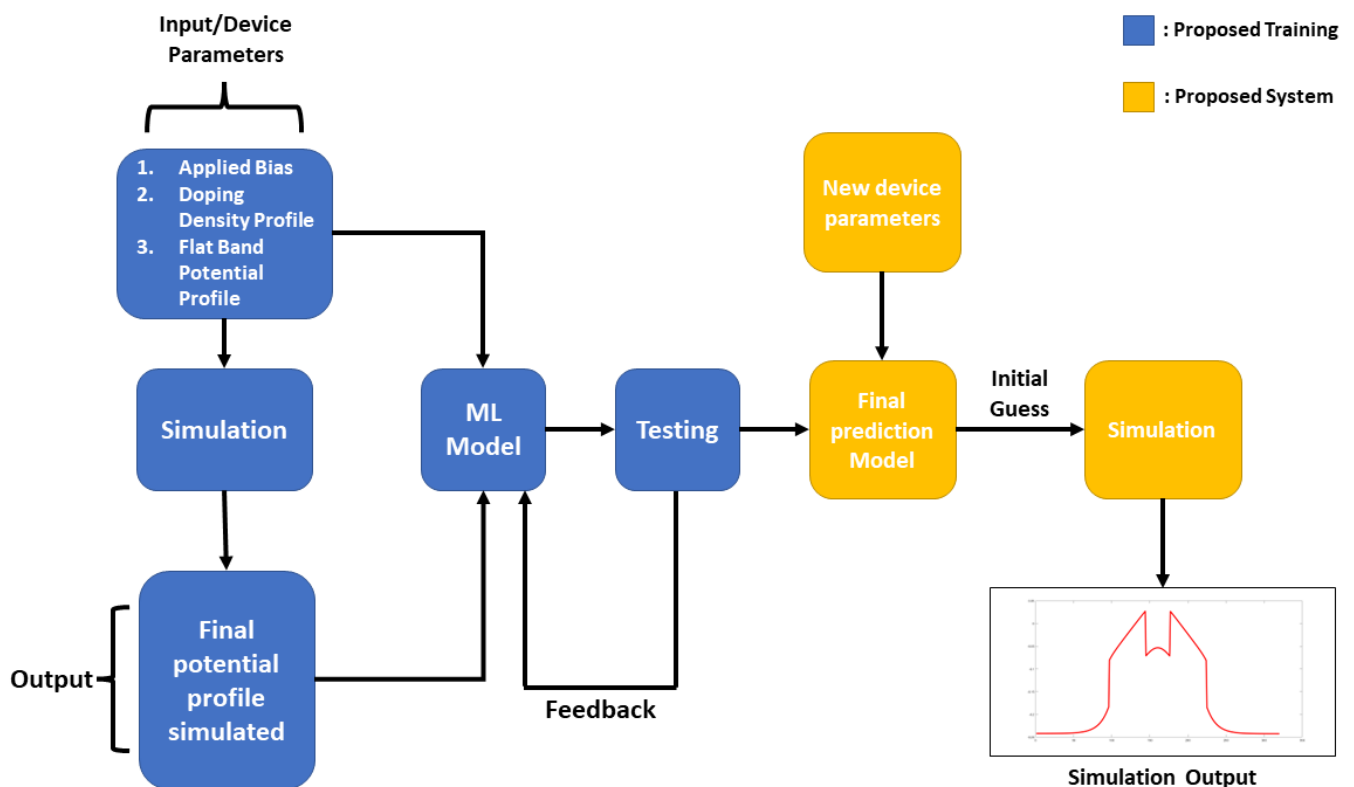 Input/Device
Parameters
: Proposed Training
: Proposed System
1. Applied Bias
2. Doping
Density Profile
3. Flat Band
Potential
Profile
New device
parameters
Simulation
ML
Model
Testing
Final
prediction
Model
Initial
Guess
Simulation
Output
Final
potential
profile
simulated
Feedback
Simulation Output